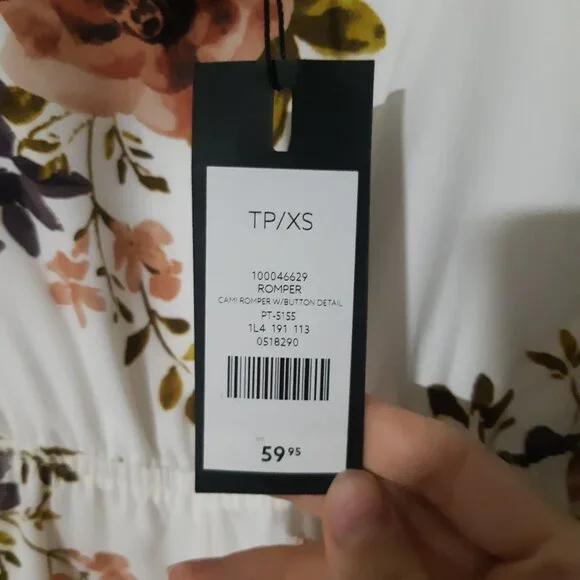 TP/XS
100046629
ROMPER
CAMI ROMPER W/BUTTON DETAIL
PT-5155
1L4 191 113
0518290
59 95